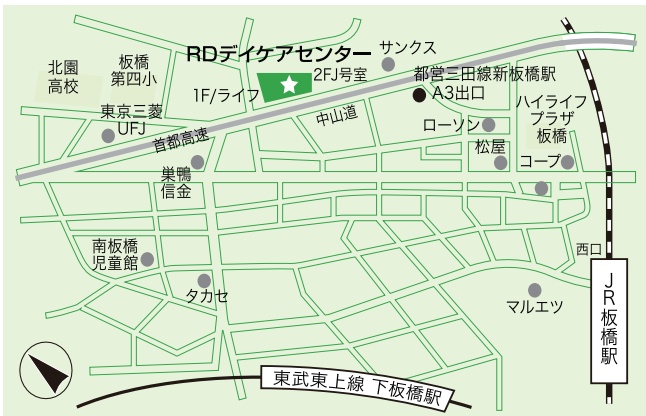 RDデイケアセンター
サンクス
北園
高校
板橋
第四小
2FJ号室
1F/ライフ
都営三田線新板橋駅
A3出口
東京三菱
UFJ
中山道
首都高速
ハイライフ
プラザ
板橋
ローソン
松屋
コープ
巣鴨
信金
南板橋
児童館
タカセ
西口
マルエツ
JR板橋駅
東武東上線 下板橋駅